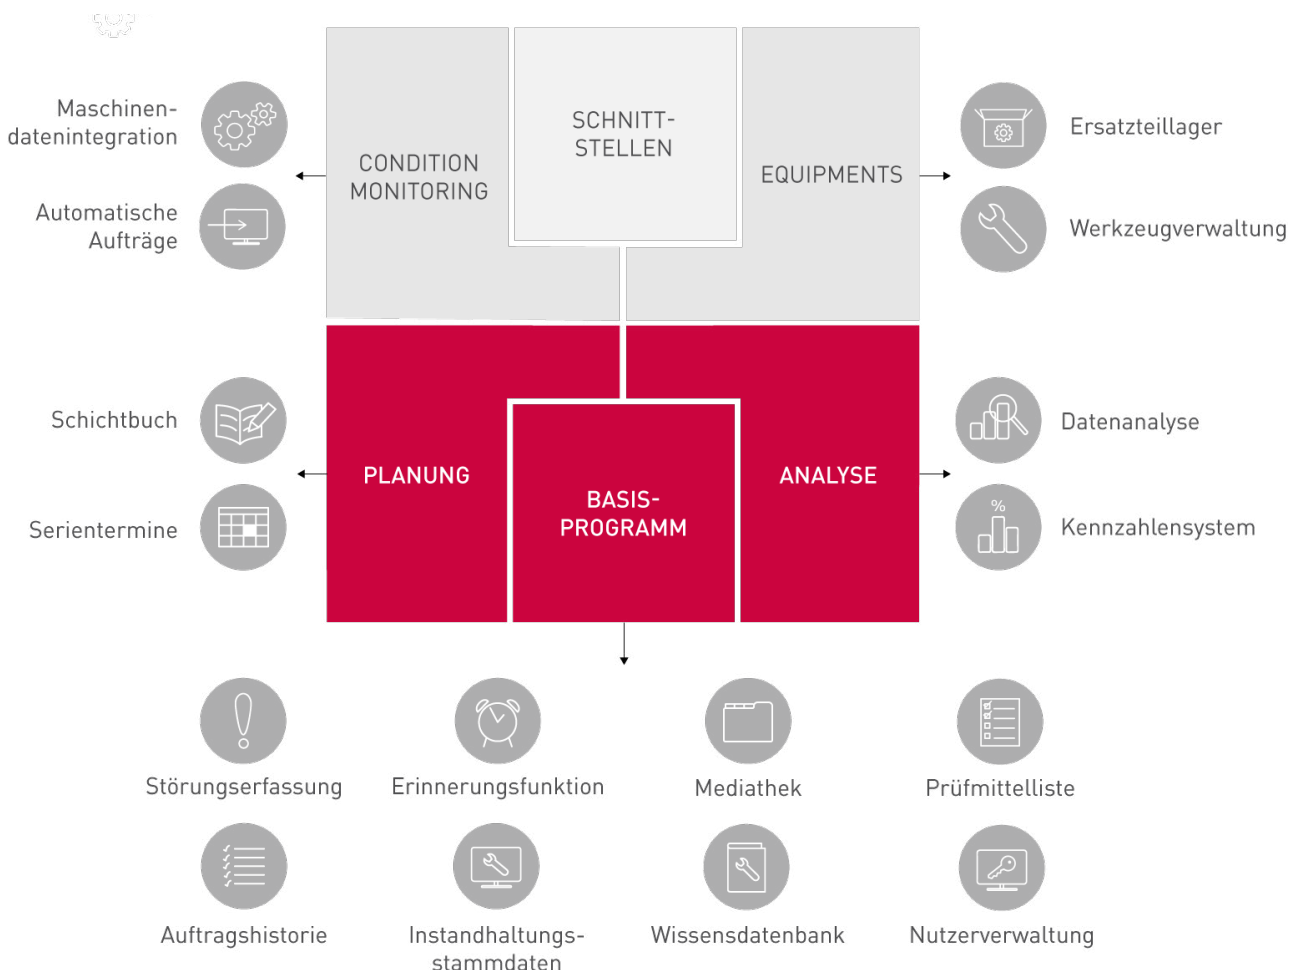 Maschinen-
datenintegration
Automatische
Aufträge
CONDITION
MONITORING
SCHNITT-
STELLEN
EQUIPMENTS
Ersatzteillager
Werkzeugverwaltung
Schichtbuch
Serientermine
PLANUNG
BASIS-
PROGRAMM
ANALYSE
Datenanalyse
%
Kennzahlensystem
Störungserfassung
Erinnerungsfunktion
Mediathek
Prüfmittelliste
Auftragshistorie
Instandhaltungs-
stammdaten
Wissensdatenbank
Nutzerverwaltung